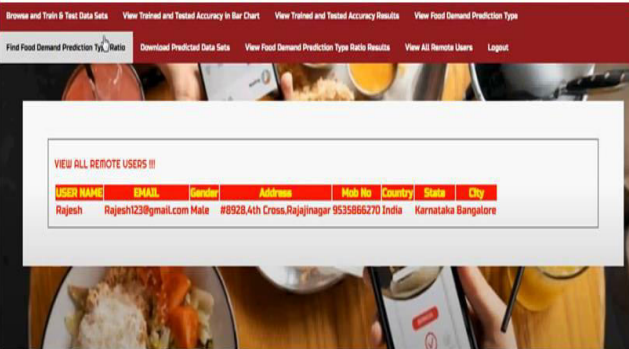 Browse and Train & Test Data Sets View Trained and Tested Accuracy in Bar Chart View Trained and Tested Accuracy Results View Food Demand Prediction Type
Find Food Demand Prediction Type Ratio Download Predicted Data Sets View Food Demand Prediction Type Ratio Results View All Remote Users Logout
VIEW ALL REMOTE USERS !!!
USER NAME EMAIL Gender Address Mob No Country State City
Rajesh Rajesh123@gmail.com Male #8928,4th Cross,Rajajinagar 9535866270 India Karnataka Bangalore